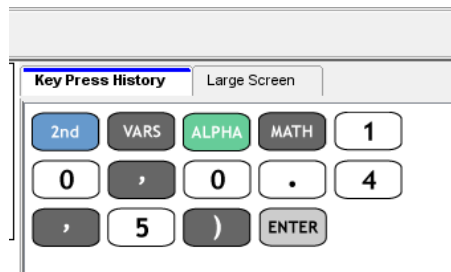 Key Press History Large Screen
2nd VARS ALPHA MATH 1
0 , 0 . 4
, 5 ) ENTER